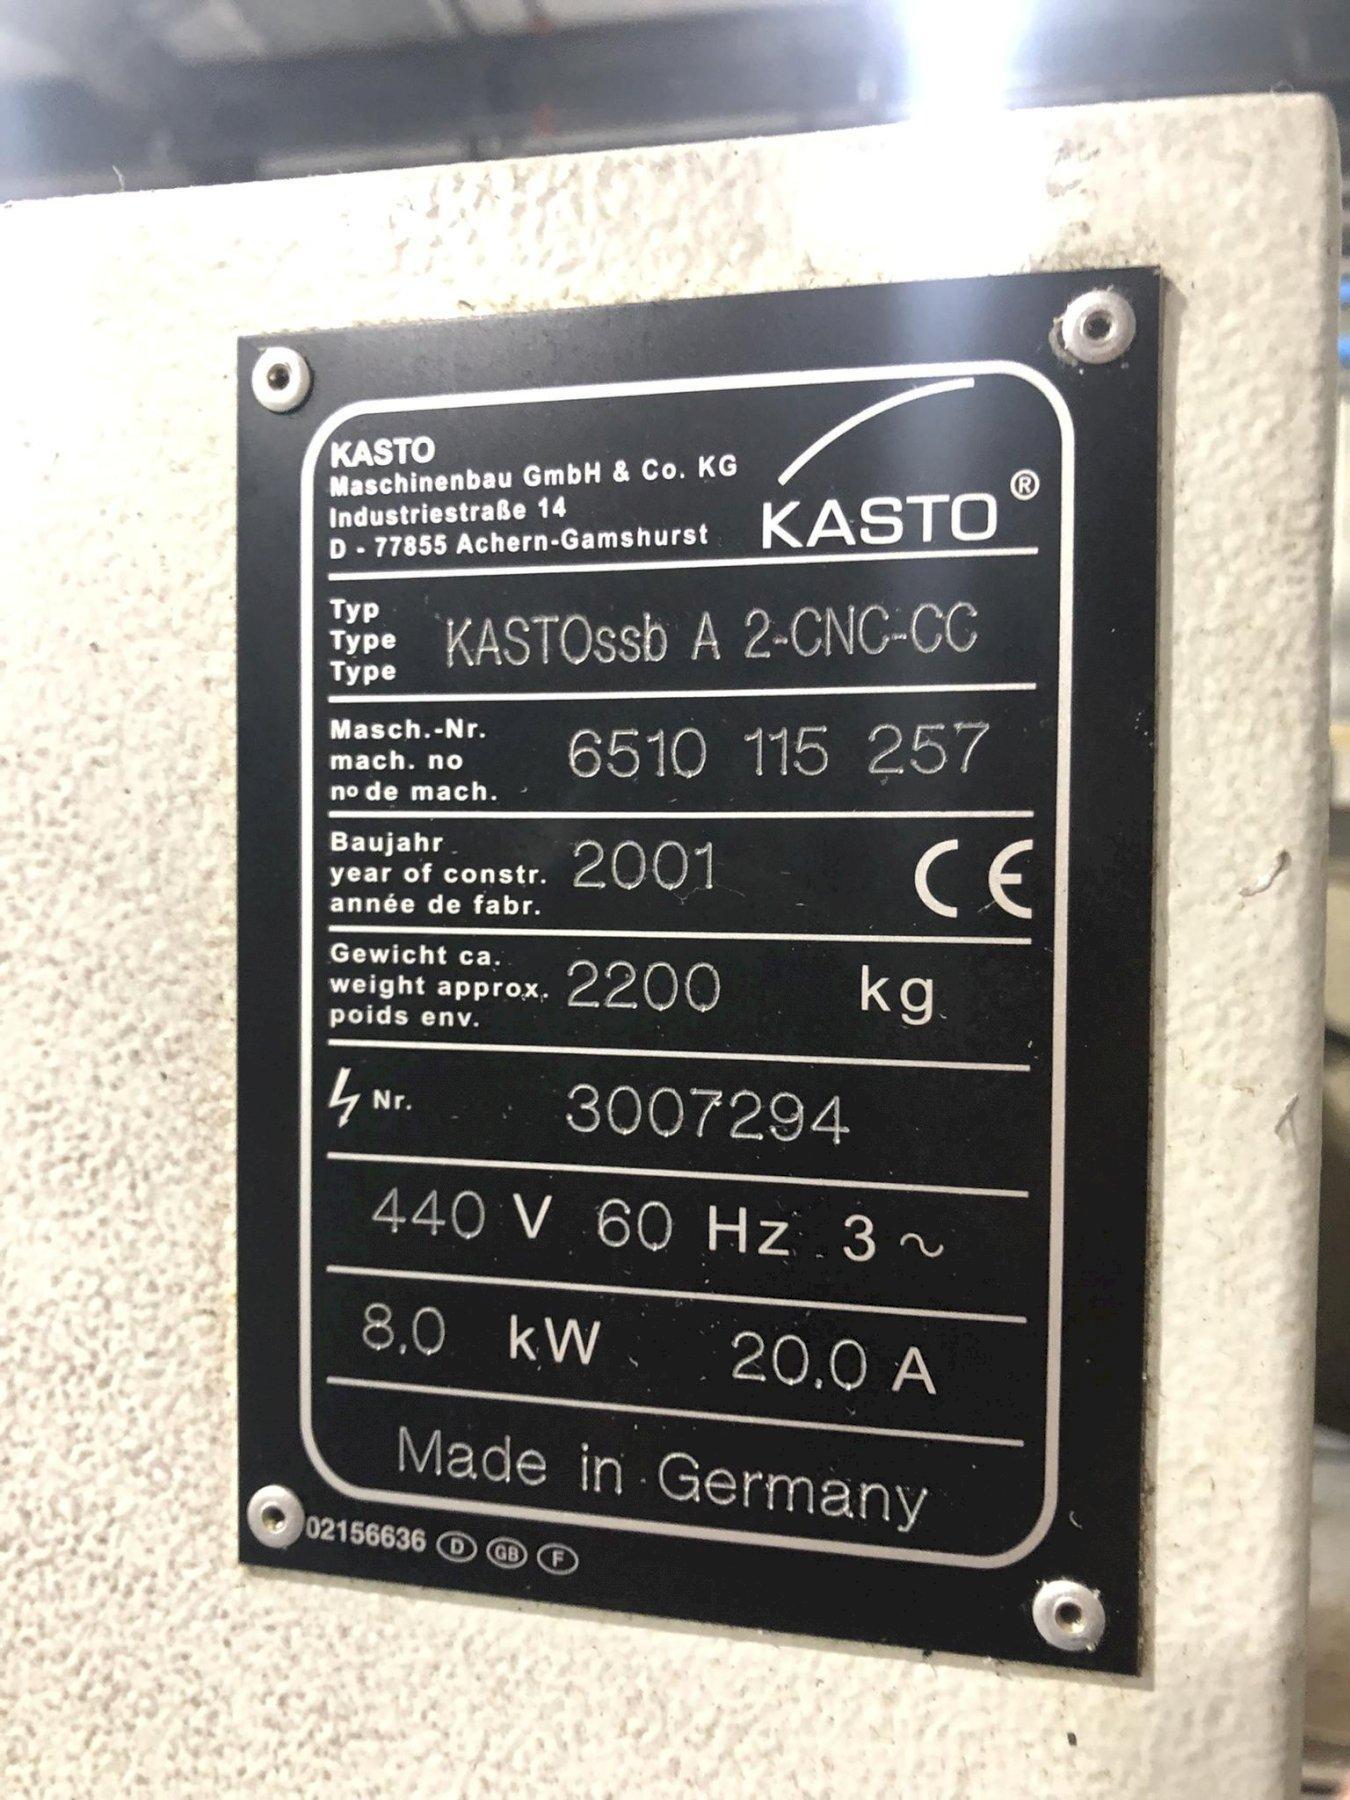 KASTO
Maschinenbau GmbH & Co. KG
Industriestraße 14
D - 77855 Achern-Gamshurst
KASTO®
Typ
Type
Type
KASTOssb A 2-CNC-CC
Masch.-Nr.
mach. no
nº de mach.
6510 115 257
Baujahr
year of constr.
année de fabr.
2001
CE
Gewicht ca.
weight approx.
poids env.
2200 kg
Nr. 3007294
440 V 60 Hz 3 ~
8.0 kW 20.0 A
Made in Germany
02156636 D GB F